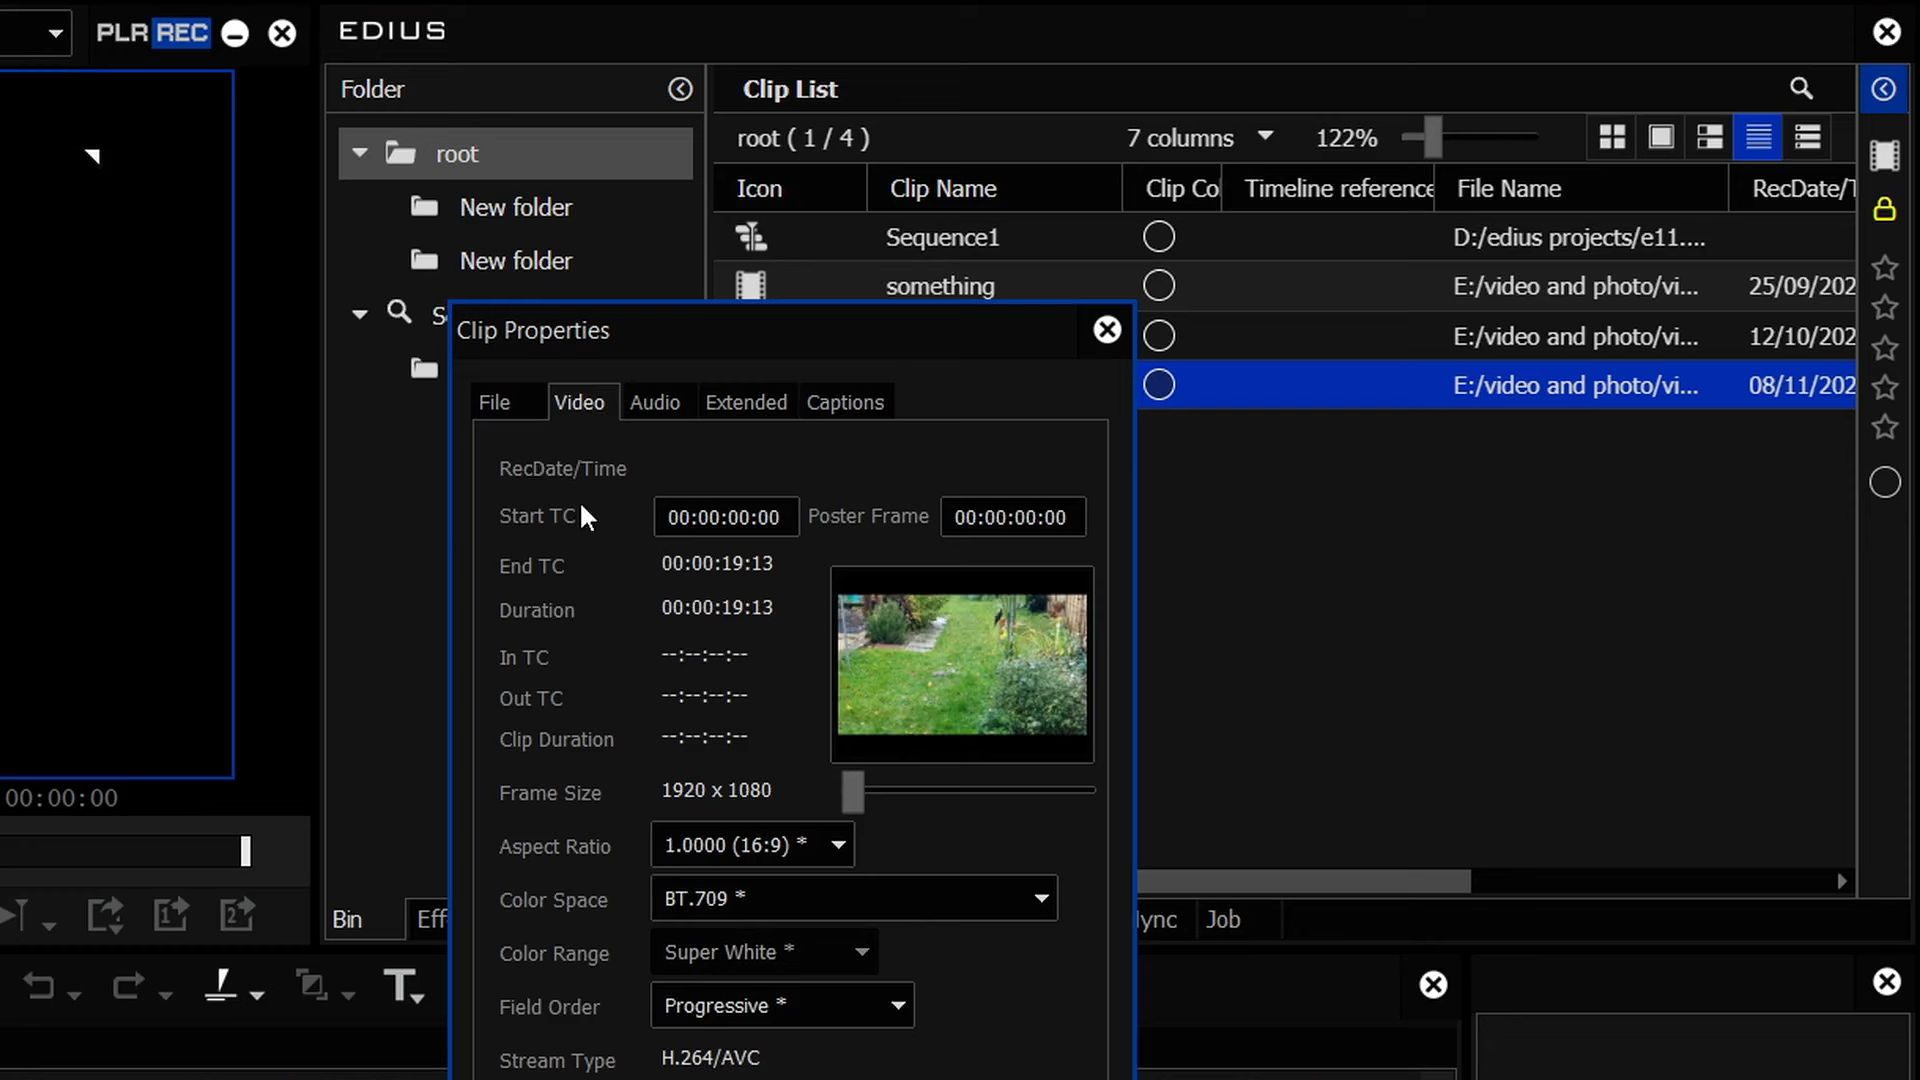 PLR REC
EDIUS
Folder
Clip List
root ( 1 / 4 )
7 columns
122%
root
New folder
New folder
Icon
Clip Name
Clip Co
Timeline reference
File Name
RecDate/T
Sequence1
D:/edius projects/e11....
something
E:/video and photo/vi...
25/09/202
E:/video and photo/vi...
12/10/202
E:/video and photo/vi...
08/11/202
Clip Properties
File
Video
Audio
Extended
Captions
RecDate/Time
Start TC
00:00:00:00
Poster Frame
00:00:00:00
End TC
00:00:19:13
Duration
00:00:19:13
In TC
--:--:--:--
Out TC
--:--:--:--
Clip Duration
--:--:--:--
Frame Size
1920 x 1080
Aspect Ratio
1.0000 (16:9) *
Color Space
BT.709 *
Color Range
Super White *
Field Order
Progressive *
Stream Type
H.264/AVC
00:00:00
Bin
Eff
Job